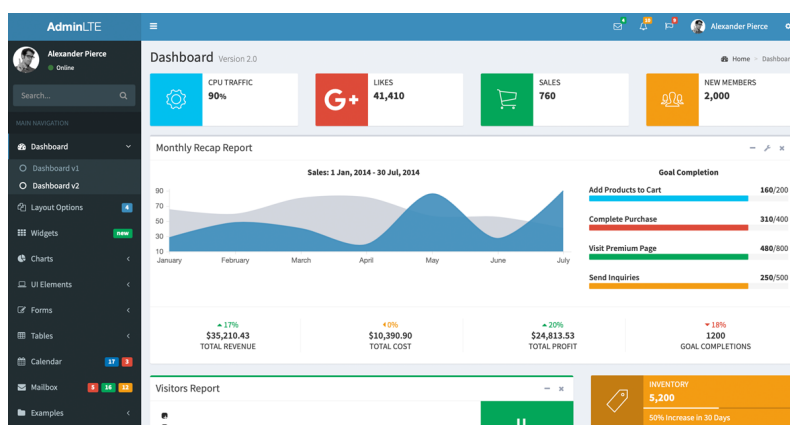 AdminLTE
4
10
9
Alexander Pierce
Alexander Pierce
Online
Search...
MAIN NAVIGATION
Dashboard
Dashboard v1
Dashboard v2
Layout Options 4
Widgets new
Charts
UI Elements
Forms
Tables
Calendar 17 3
Mailbox 5 16 12
Examples
Dashboard Version 2.0
Home > Dashboar
CPU TRAFFIC
90%
G+
LIKES
41,410
SALES
760
NEW MEMBERS
2,000
Monthly Recap Report
Sales: 1 Jan, 2014 - 30 Jul, 2014
90
70
50
30
10
January February March April May June July
Goal Completion
Add Products to Cart 160/200
Complete Purchase 310/400
Visit Premium Page 480/800
Send Inquiries 250/500
17%
$35,210.43
TOTAL REVENUE
0%
$10,390.90
TOTAL COST
20%
$24,813.53
TOTAL PROFIT
18%
1200
GOAL COMPLETIONS
Visitors Report
INVENTORY
5,200
50% Increase in 30 Days